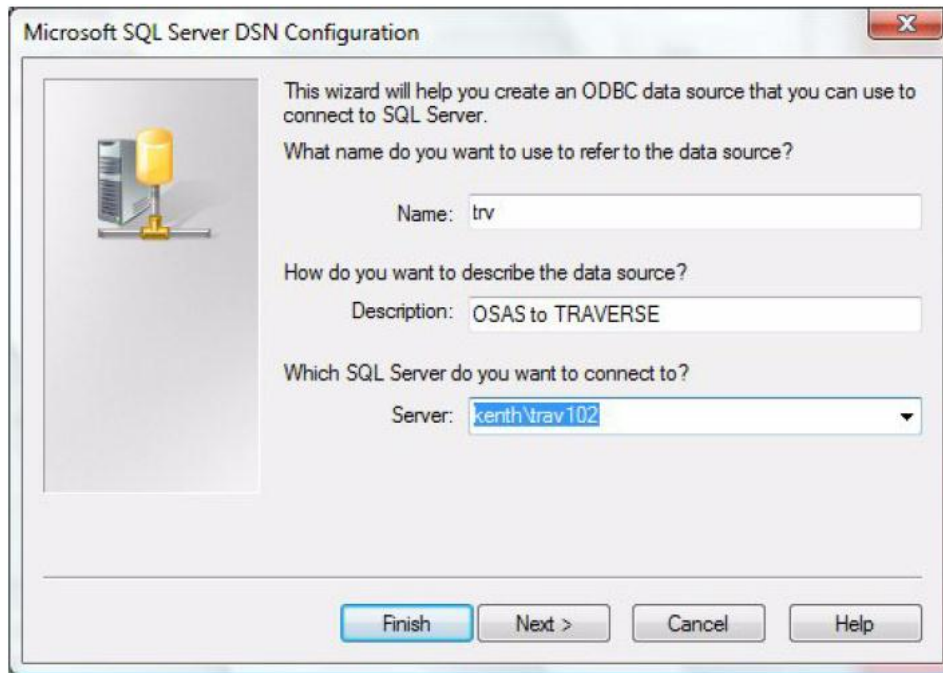 Microsoft SQL Server DSN Configuration
This wizard will help you create an ODBC data source that you can use to
connect to SQL Server.
What name do you want to use to refer to the data source?
Name: trv
How do you want to describe the data source?
Description: OSAS to TRAVERSE
Which SQL Server do you want to connect to?
Server: kenth\trav102
Finish Next > Cancel Help